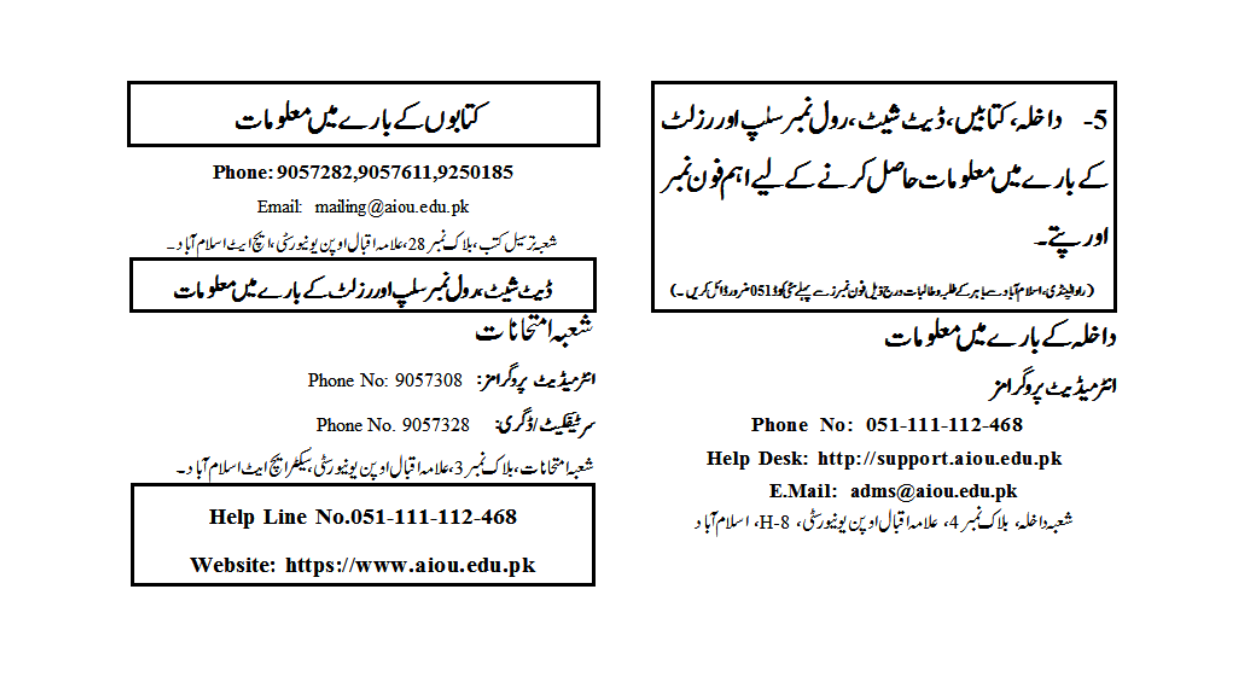 5- داخلہ، کتابیں، ڈیٹ شیٹ، رول نمبر سلپ اور رزلٹ
کے بارے میں معلومات حاصل کرنے کے لیے اہم فون نمبر
اور پتے۔
(راولپنڈی، اسلام آباد سے باہر کے طلبہ و طالبات درج ذیل فون نمبرز سے پہلے سٹی کوڈ 051 ضرور ڈائل کریں۔)
داخلہ کے بارے میں معلومات
انٹرمیڈیٹ پروگرامز
Phone No: 051-111-112-468
Help Desk: http://support.aiou.edu.pk
E.Mail: adms@aiou.edu.pk
شعبہ داخلہ، بلاک نمبر 4، علامہ اقبال اوپن یونیورسٹی، H-8، اسلام آباد
کتابوں کے بارے میں معلومات
Phone: 9057282,9057611,9250185
Email: mailing@aiou.edu.pk
شعبہ ترسیل کتب، بلاک نمبر 28، علامہ اقبال اوپن یونیورسٹی، ایچ ایٹ اسلام آباد۔
ڈیٹ شیٹ، رول نمبر سلپ اور رزلٹ کے بارے میں معلومات
شعبہ امتحانات
انٹرمیڈیٹ پروگرامز: Phone No: 9057308
سرٹیفکیٹ/ڈگری: Phone No. 9057328
شعبہ امتحانات، بلاک نمبر 3، علامہ اقبال اوپن یونیورسٹی، سیکٹر ایچ ایٹ اسلام آباد۔
Help Line No.051-111-112-468
Website: https://www.aiou.edu.pk